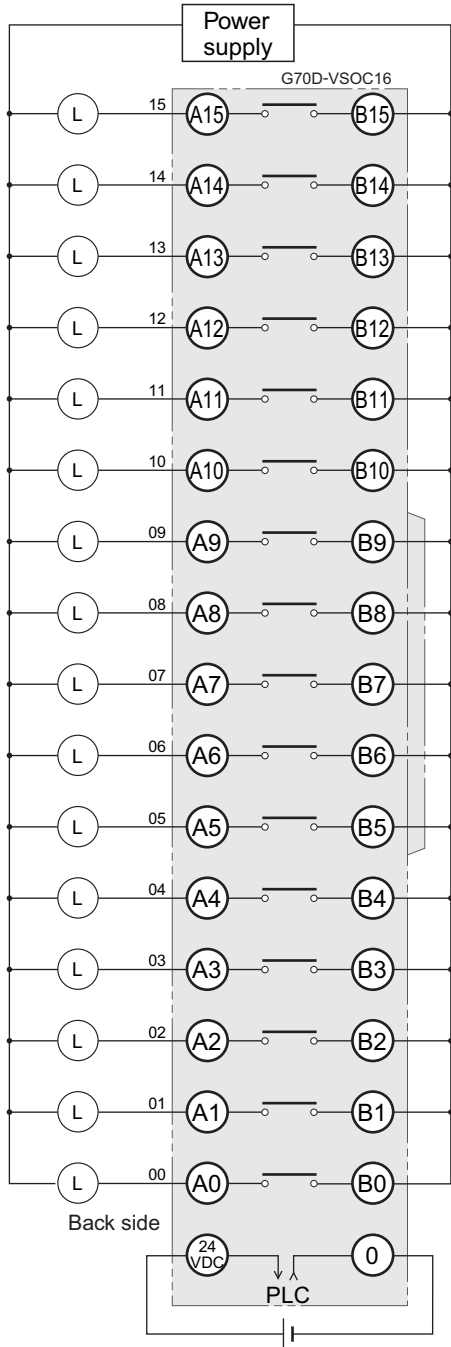 Power
supply
G70D-VSOC16
L 15 A15 B15
L 14 A14 B14
L 13 A13 B13
L 12 A12 B12
L 11 A11 B11
L 10 A10 B10
L 09 A9 B9
L 08 A8 B8
L 07 A7 B7
L 06 A6 B6
L 05 A5 B5
L 04 A4 B4
L 03 A3 B3
L 02 A2 B2
L 01 A1 B1
L 00 A0 B0
Back side
24
VDC 0
PLC